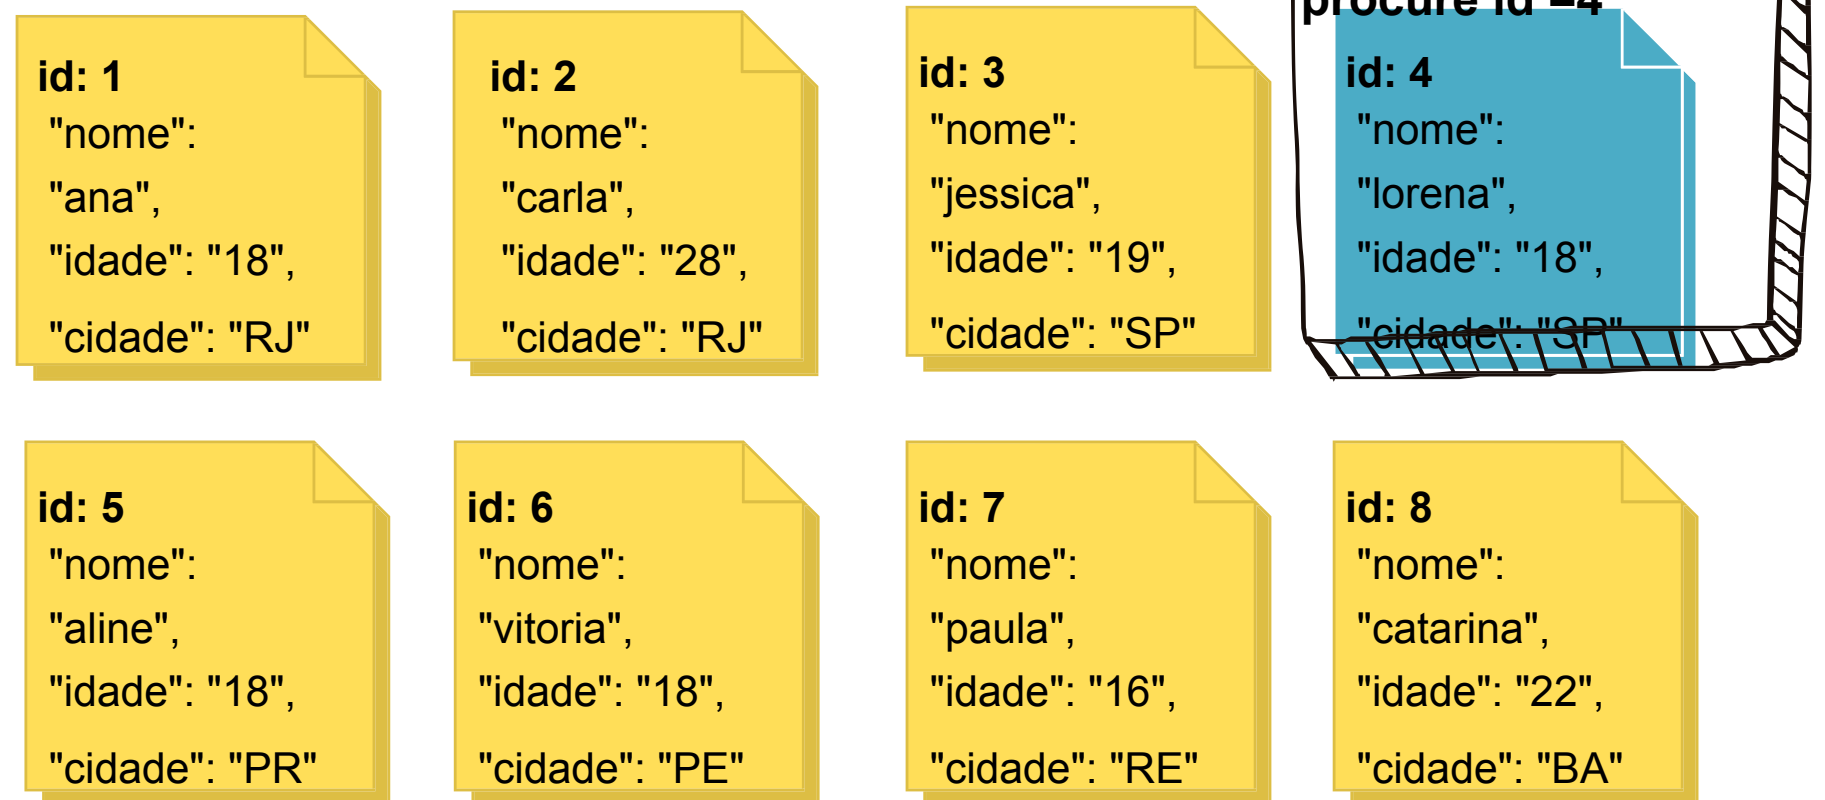 procure id =4
id: 1
"nome":
"ana",
"idade": "18",
"cidade": "RJ"
id: 2
"nome":
"carla",
"idade": "28",
"cidade": "RJ"
id: 3
"nome":
"jessica",
"idade": "19",
"cidade": "SP"
id: 4
"nome":
"lorena",
"idade": "18",
"cidade": "SP"
id: 5
"nome":
"aline",
"idade": "18",
"cidade": "PR"
id: 6
"nome":
"vitoria",
"idade": "18",
"cidade": "PE"
id: 7
"nome":
"paula",
"idade": "16",
"cidade": "RE"
id: 8
"nome":
"catarina",
"idade": "22",
"cidade": "BA"